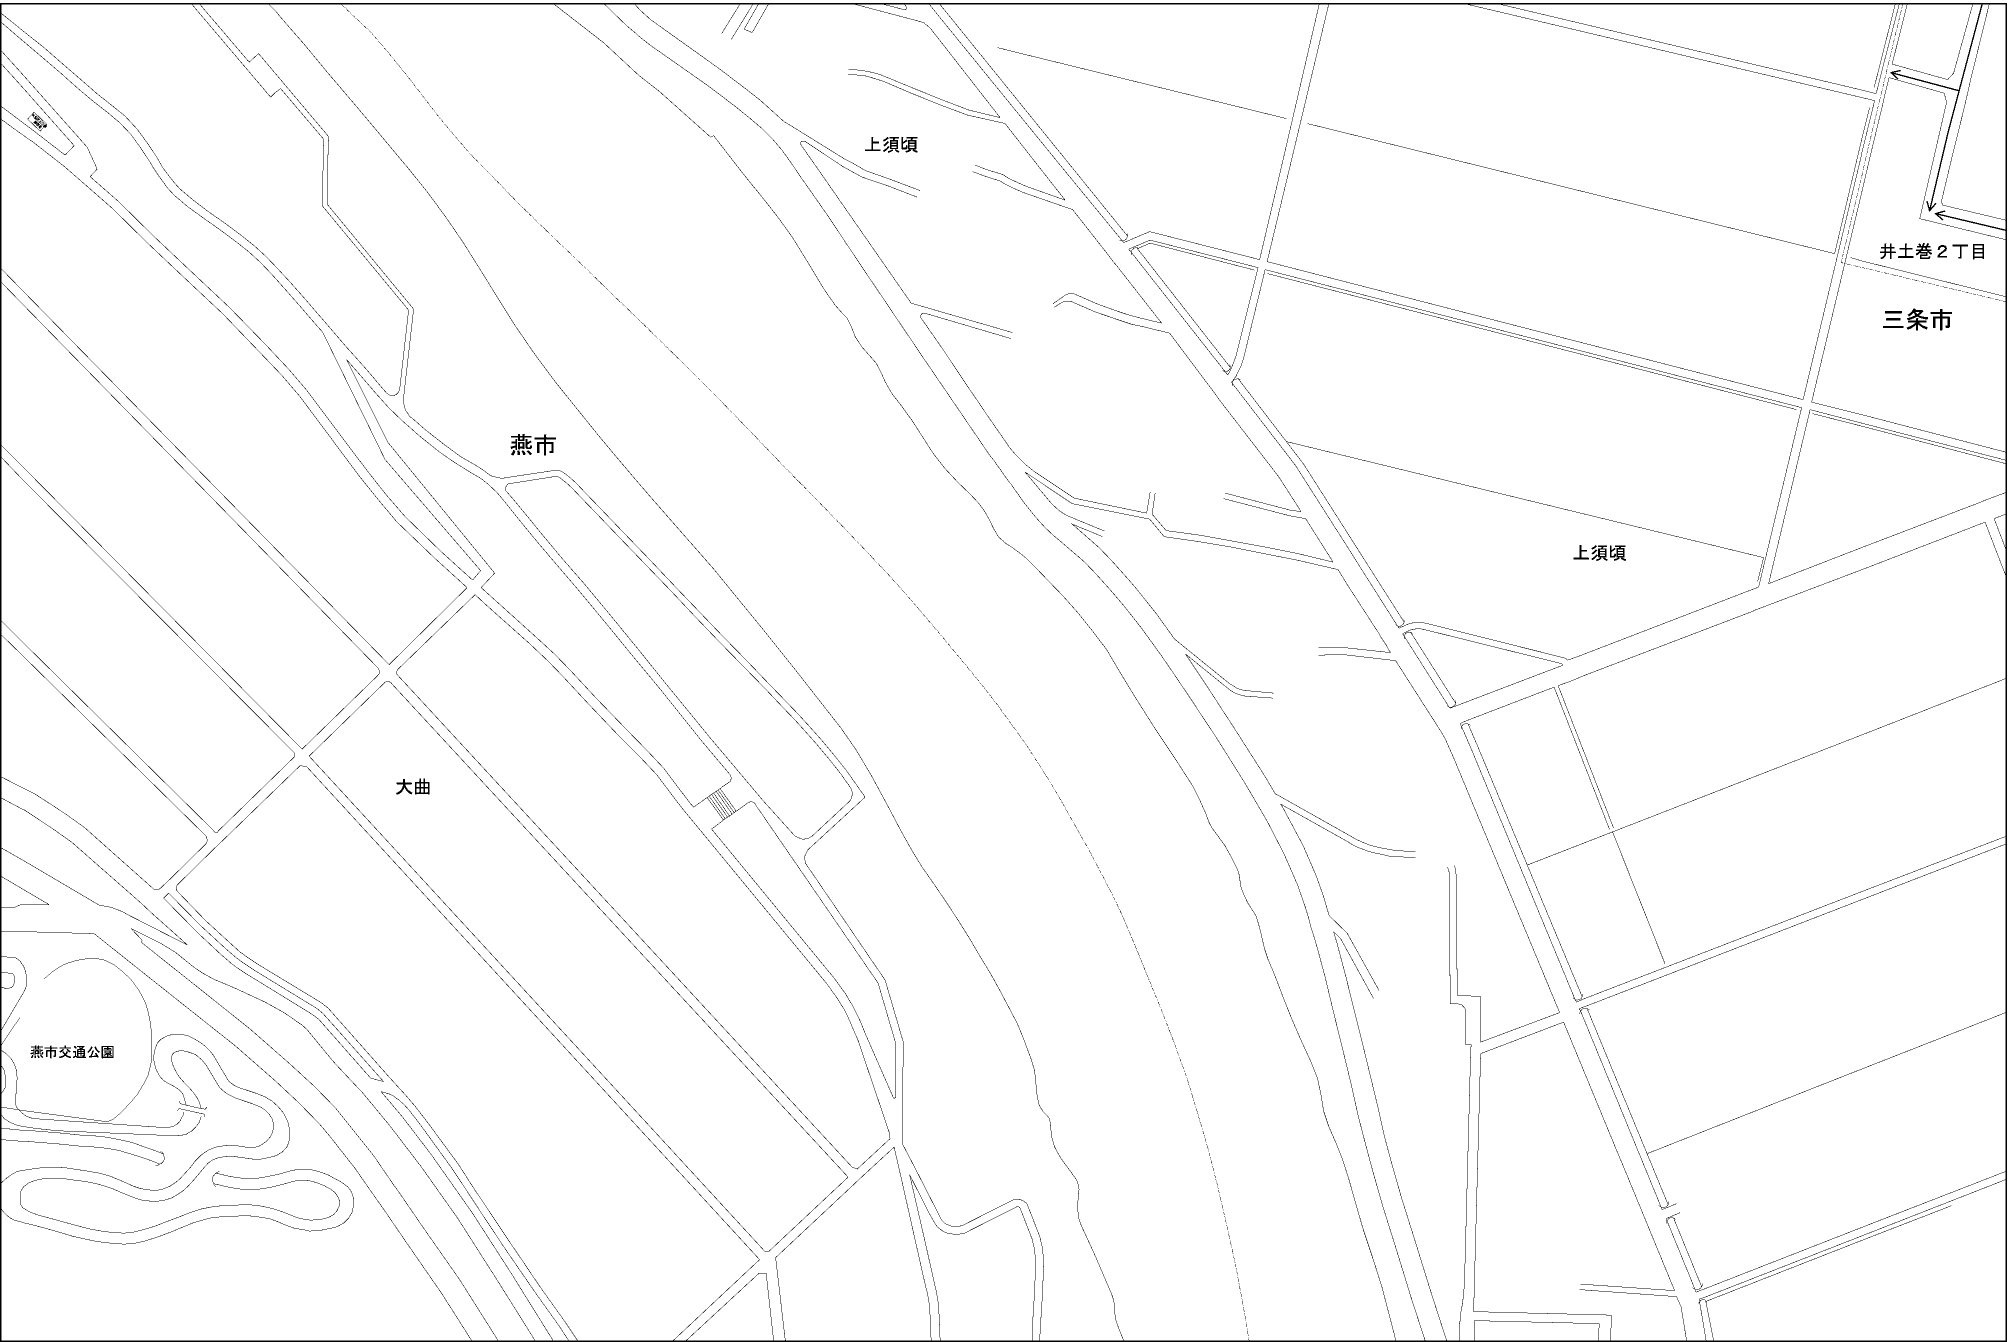 上須頃
井土巻２丁目
三条市
燕市
上須頃
大曲
燕市交通公園